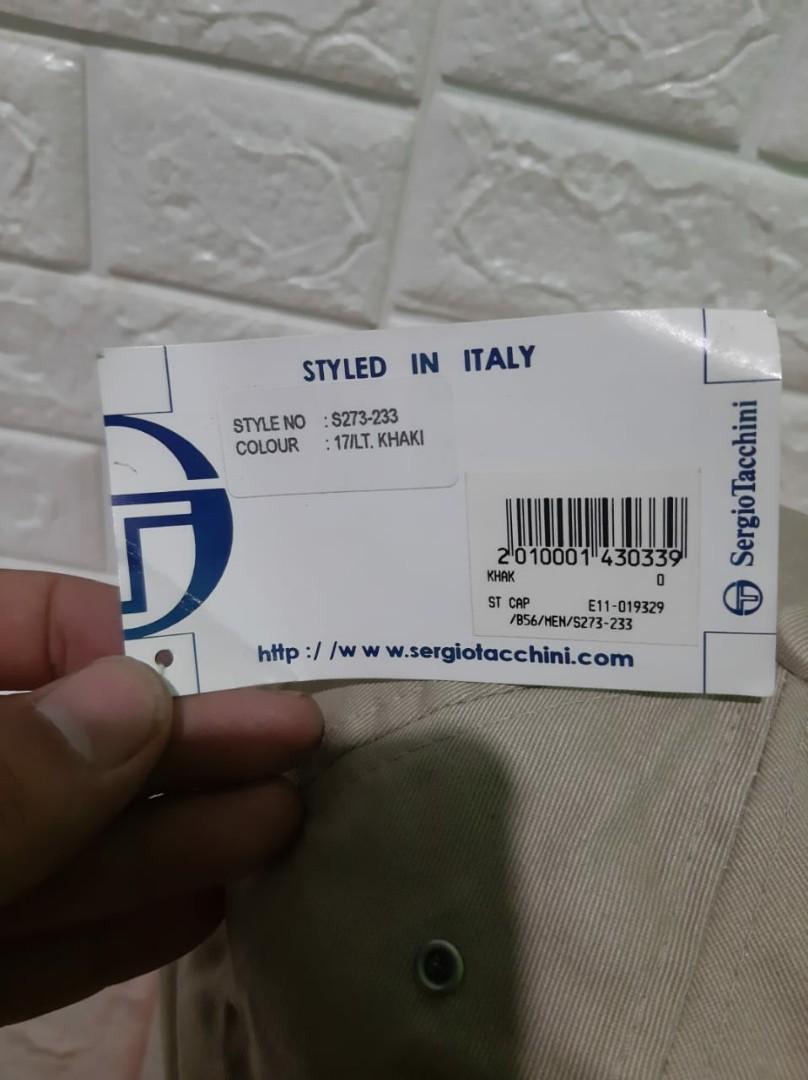 STYLED IN ITALY
STYLE NO : S273-233
COLOUR : 17/LT. KHAKI
2 010001 430339
KHAK 0
ST CAP E11-019329
/B56/MEN/S273-233
http :/ /w w w.sergiotacchini.com
SergioTacchini